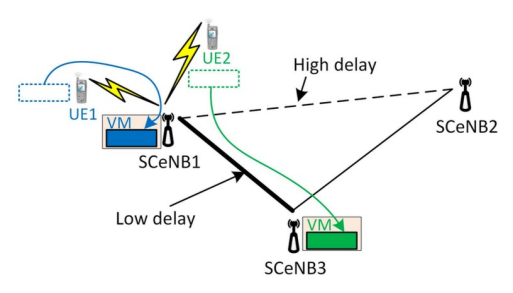 UE2
High delay
UE1
VM
SCeNB1
SCeNB2
Low delay
VM
SCeNB3